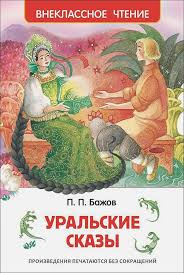 ВНЕКЛАССНОЕ ЧТЕНИЕ
П. П. Бажов
УРАЛЬСКИЕ
СКАЗЫ
ПРОИЗВЕДЕНИЯ ПЕЧАТАЮТСЯ БЕЗ СОКРАЩЕНИЙ